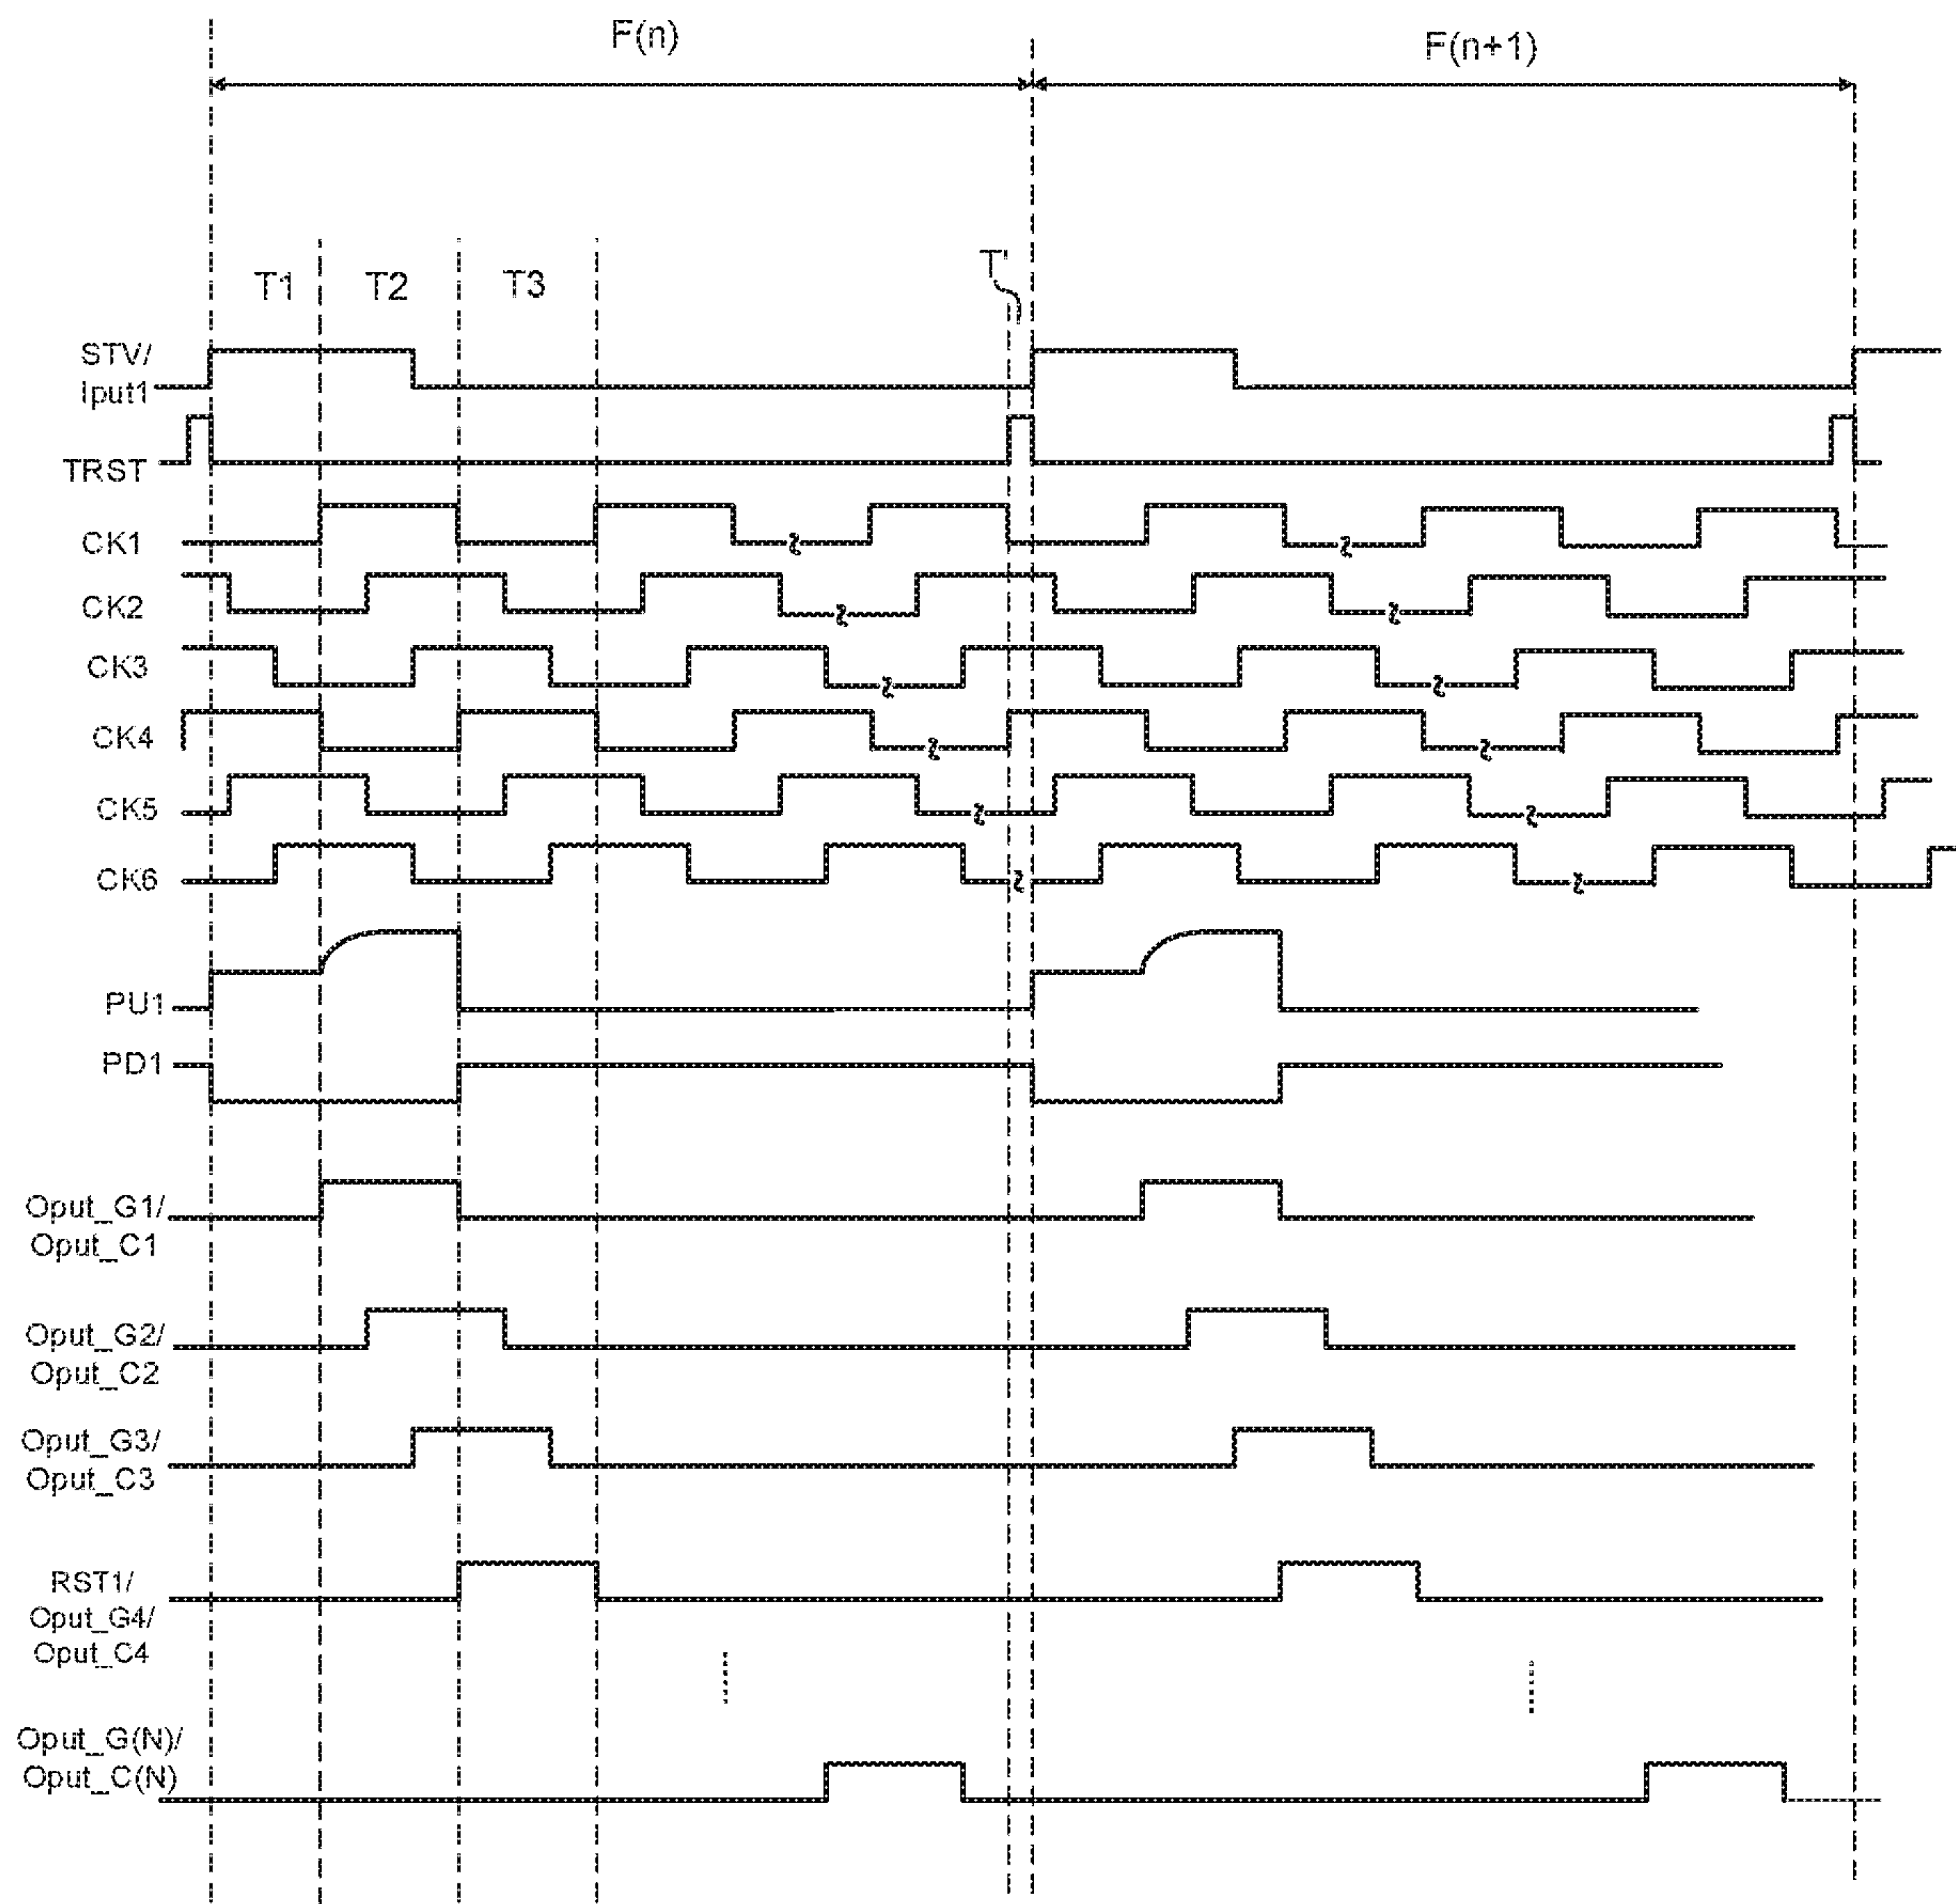 F(n)
F(n+1)
T1
T2
T3
T'
STV/
Iput1
TRST
CK1
CK2
CK3
CK4
CK5
CK6
PU1
PD1
Oput_G1/
Oput_C1
Oput_G2/
Oput_C2
Oput_G3/
Oput_C3
RST1/
Oput_G4/
Oput_C4
Oput_G(N)/
Oput_C(N)